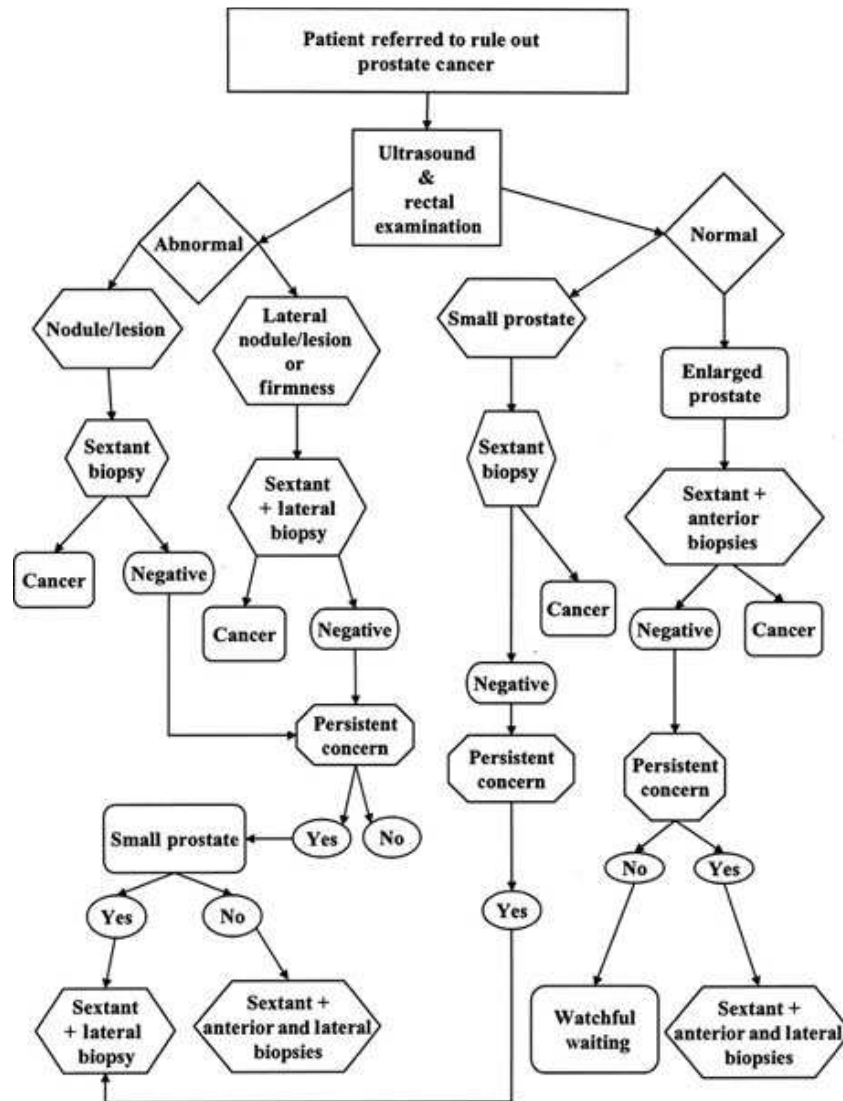 Patient referred to rule out
prostate cancer
Ultrasound
&
rectal
examination
Abnormal
Normal
Nodule/lesion
Lateral
nodule/lesion
or
firmness
Small prostate
Enlarged
prostate
Sextant
biopsy
Sextant
+ lateral
biopsy
Sextant
biopsy
Sextant +
anterior
biopsies
Cancer
Negative
Cancer
Negative
Cancer
Negative
Negative
Cancer
Persistent
concern
Persistent
concern
Persistent
concern
Small prostate
Yes
No
Yes
No
Yes
No
Yes
Sextant
+ lateral
biopsy
Sextant +
anterior and lateral
biopsies
Watchful
waiting
Sextant +
anterior and lateral
biopsies